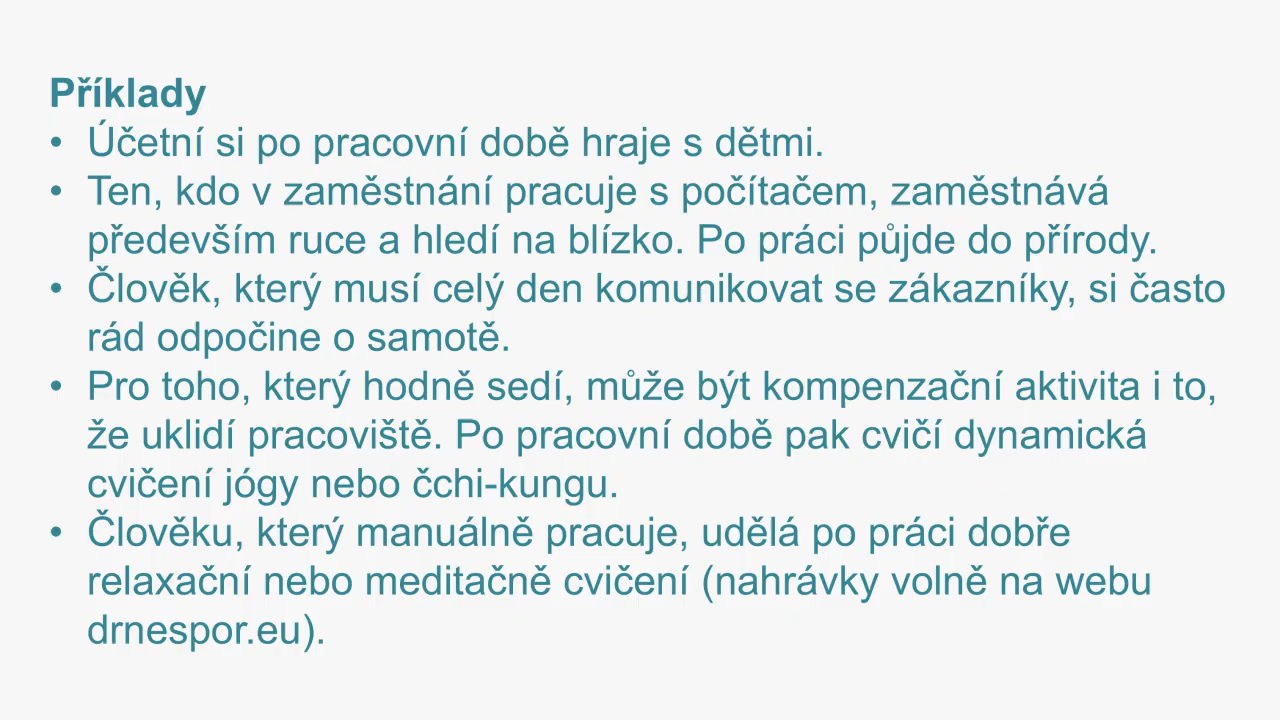 Příklady
• Účetní si po pracovní době hraje s dětmi.
• Ten, kdo v zaměstnání pracuje s počítačem, zaměstnává
především ruce a hledí na blízko. Po práci půjde do přírody.
• Člověk, který musí celý den komunikovat se zákazníky, si často
rád odpočine o samotě.
• Pro toho, který hodně sedí, může být kompenzační aktivita i to,
že uklidí pracoviště. Po pracovní době pak cvičí dynamická
cvičení jógy nebo čchi-kungu.
• Člověku, který manuálně pracuje, udělá po práci dobře
relaxační nebo meditačně cvičení (nahrávky volně na webu
drnespor.eu).